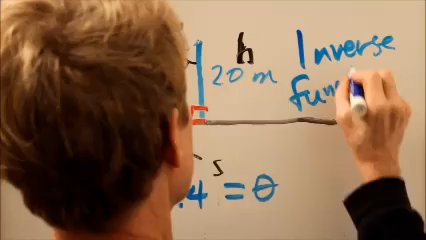 h Inverse
20 m fun
s
.4 = θ